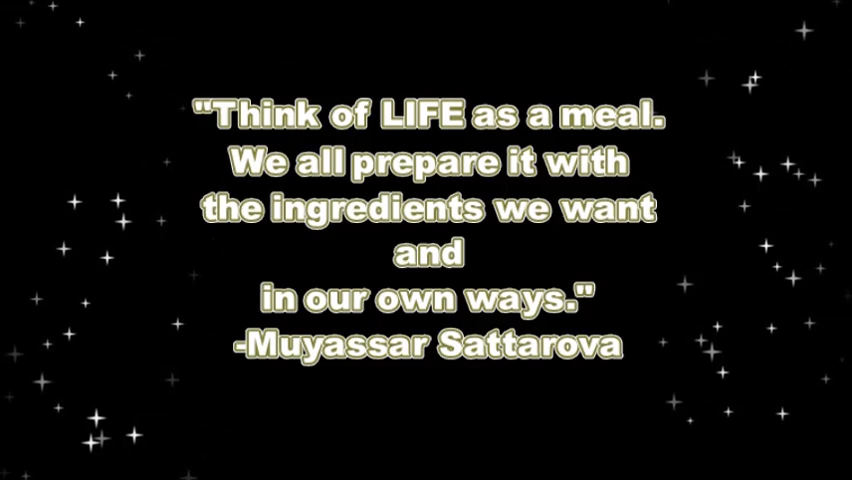 "Think of LIFE as a meal.
We all prepare it with
the ingredients we want
and
in our own ways."
-Muyassar Sattarova